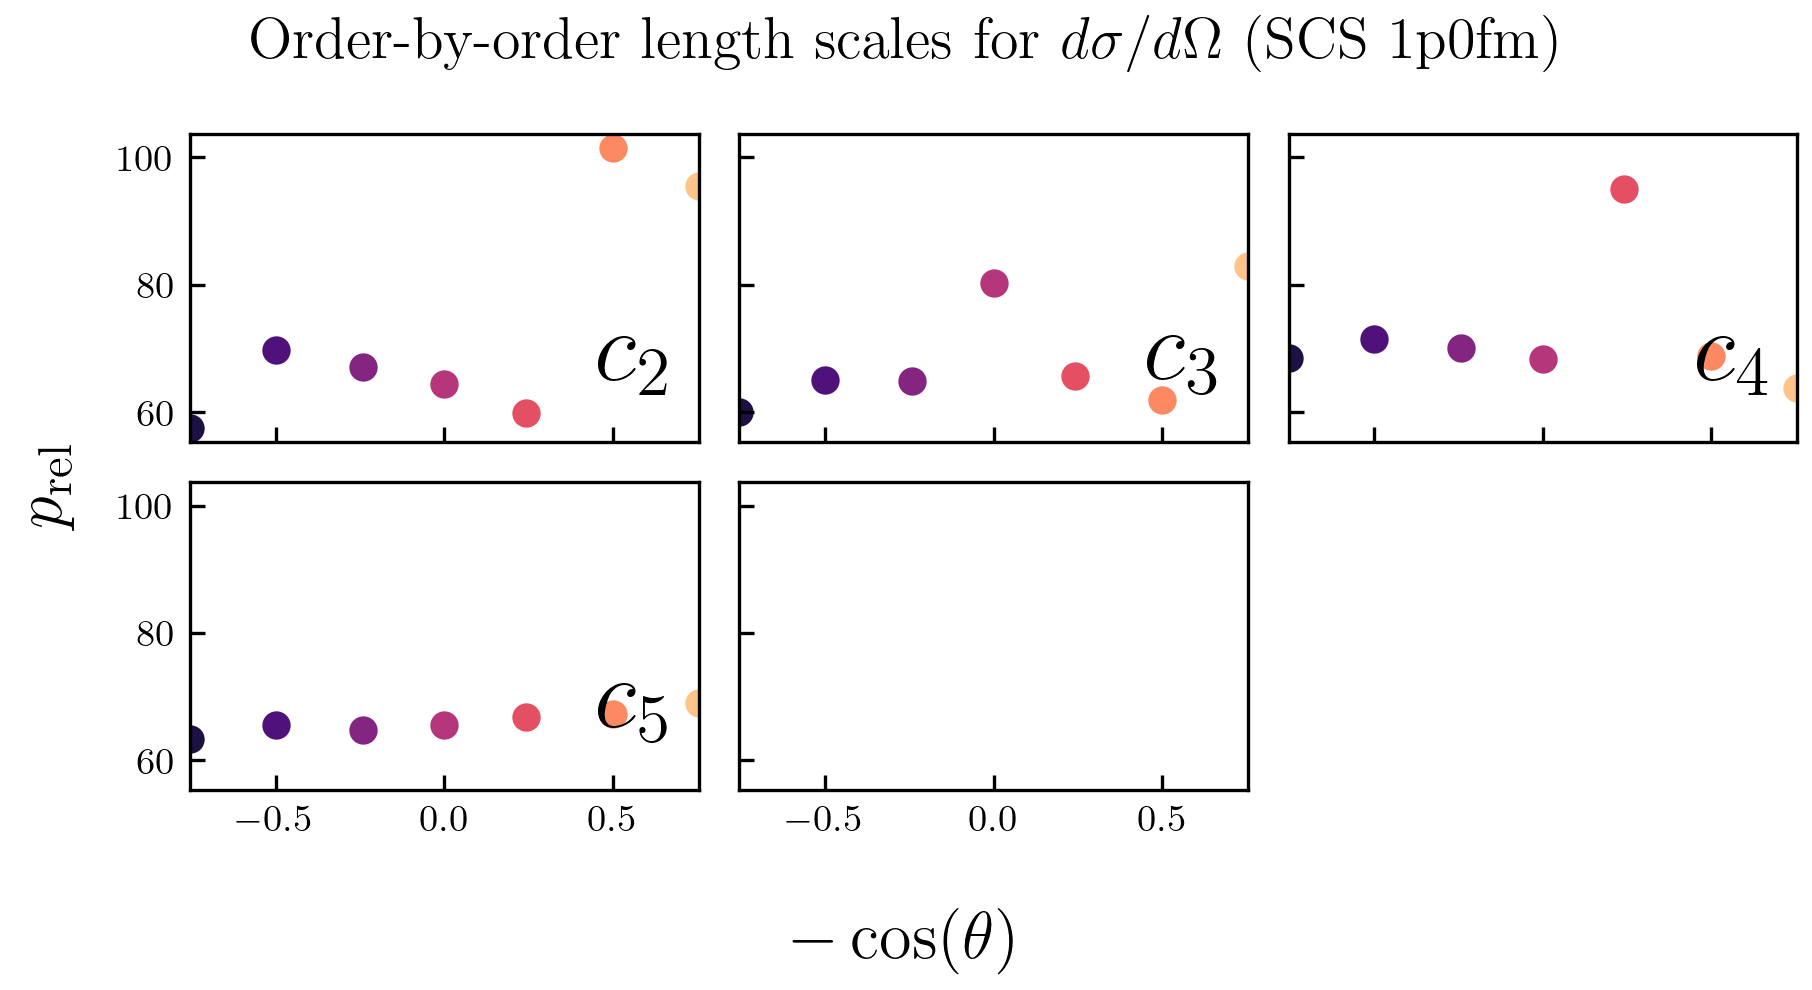 Order-by-order length scales for dσ/dΩ (SCS 1p0fm)
100
80
60
c₂
c₃
c₄
p_rel
100
80
60
c₅
−0.5 0.0 0.5
−0.5 0.0 0.5
− cos(θ)